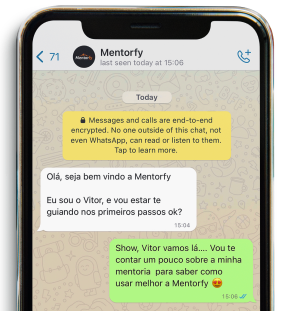 71
Mentorfy
Mentorfy
last seen today at 15:06
Today
🔒 Messages and calls are end-to-end
encrypted. No one outside of this chat, not
even WhatsApp, can read or listen to them.
Tap to learn more.
Olá, seja bem vindo a Mentorfy
Eu sou o Vitor, e vou estar te
guiando nos primeiros passos ok?
15:04
Show, Vitor vamos lá.... Vou te
contar um pouco sobre a minha
mentoria para saber como
usar melhor a Mentorfy 😍
15:06